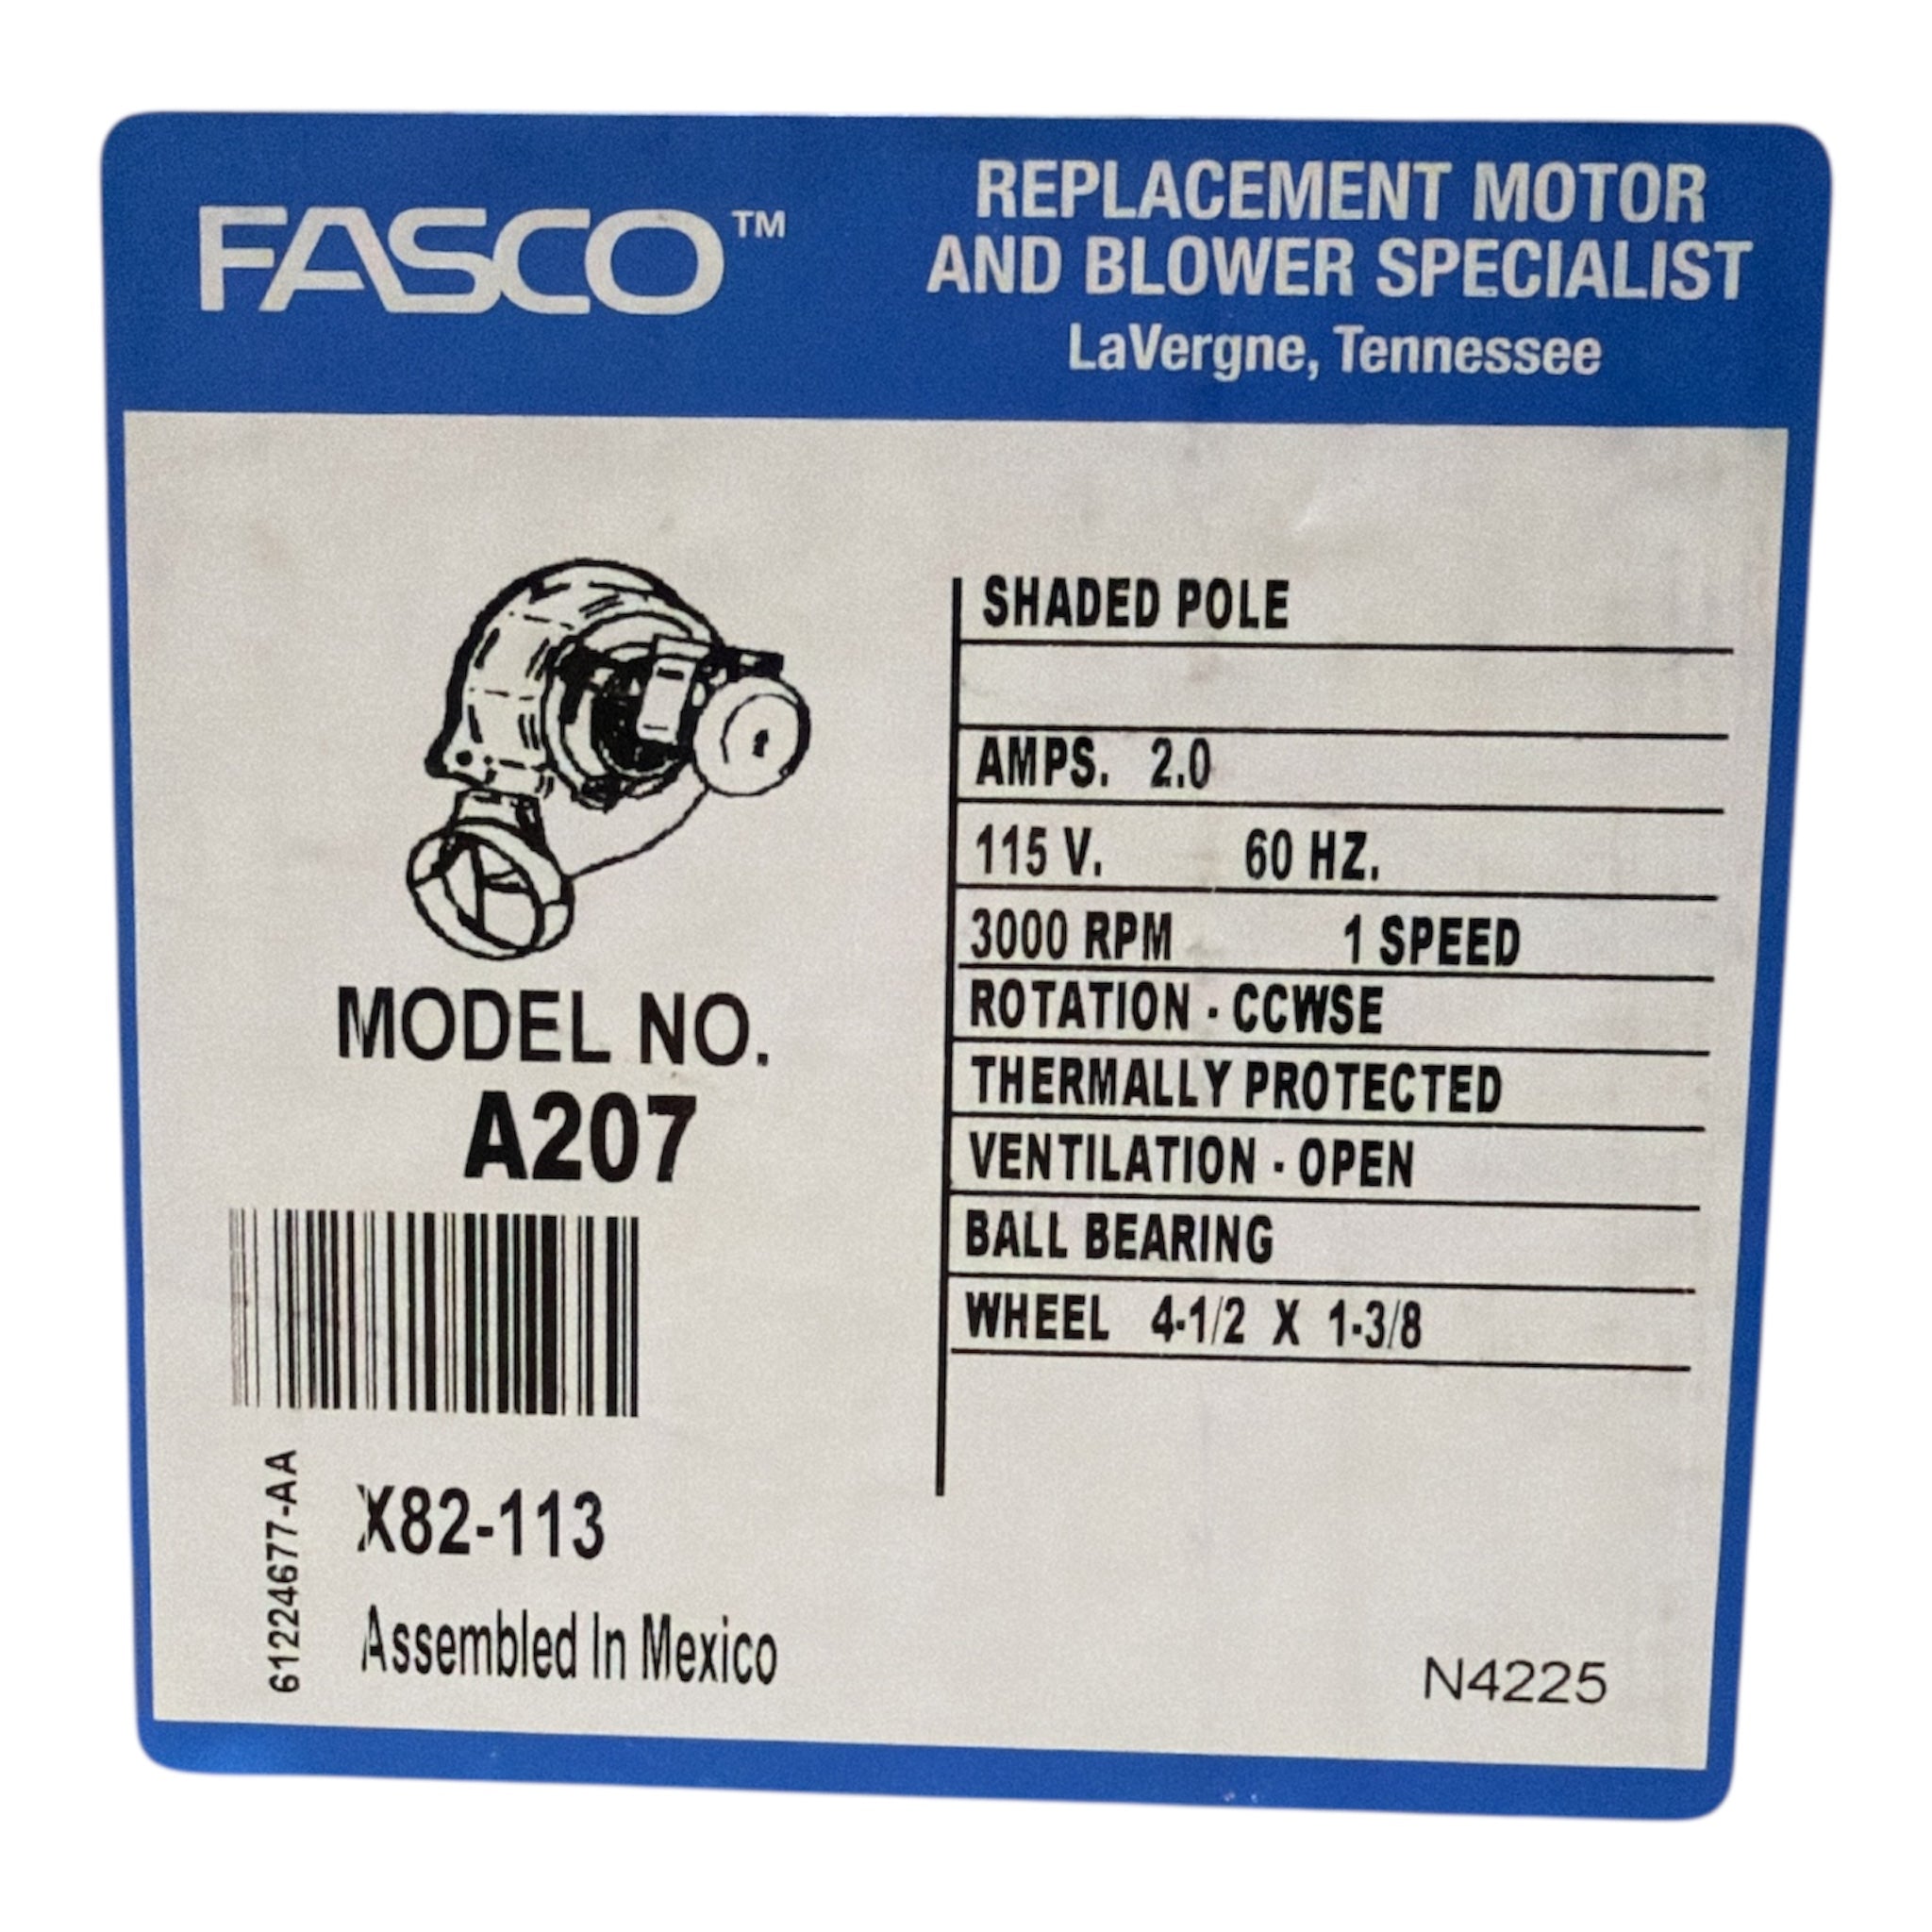 FASCO™
REPLACEMENT MOTOR
AND BLOWER SPECIALIST
LaVergne, Tennessee
MODEL NO.
A207
61224677-AA
X82-113
Assembled In Mexico
SHADED POLE
AMPS. 2.0
115 V. 60 HZ.
3000 RPM 1 SPEED
ROTATION - CCWSE
THERMALLY PROTECTED
VENTILATION - OPEN
BALL BEARING
WHEEL 4-1/2 X 1-3/8
N4225